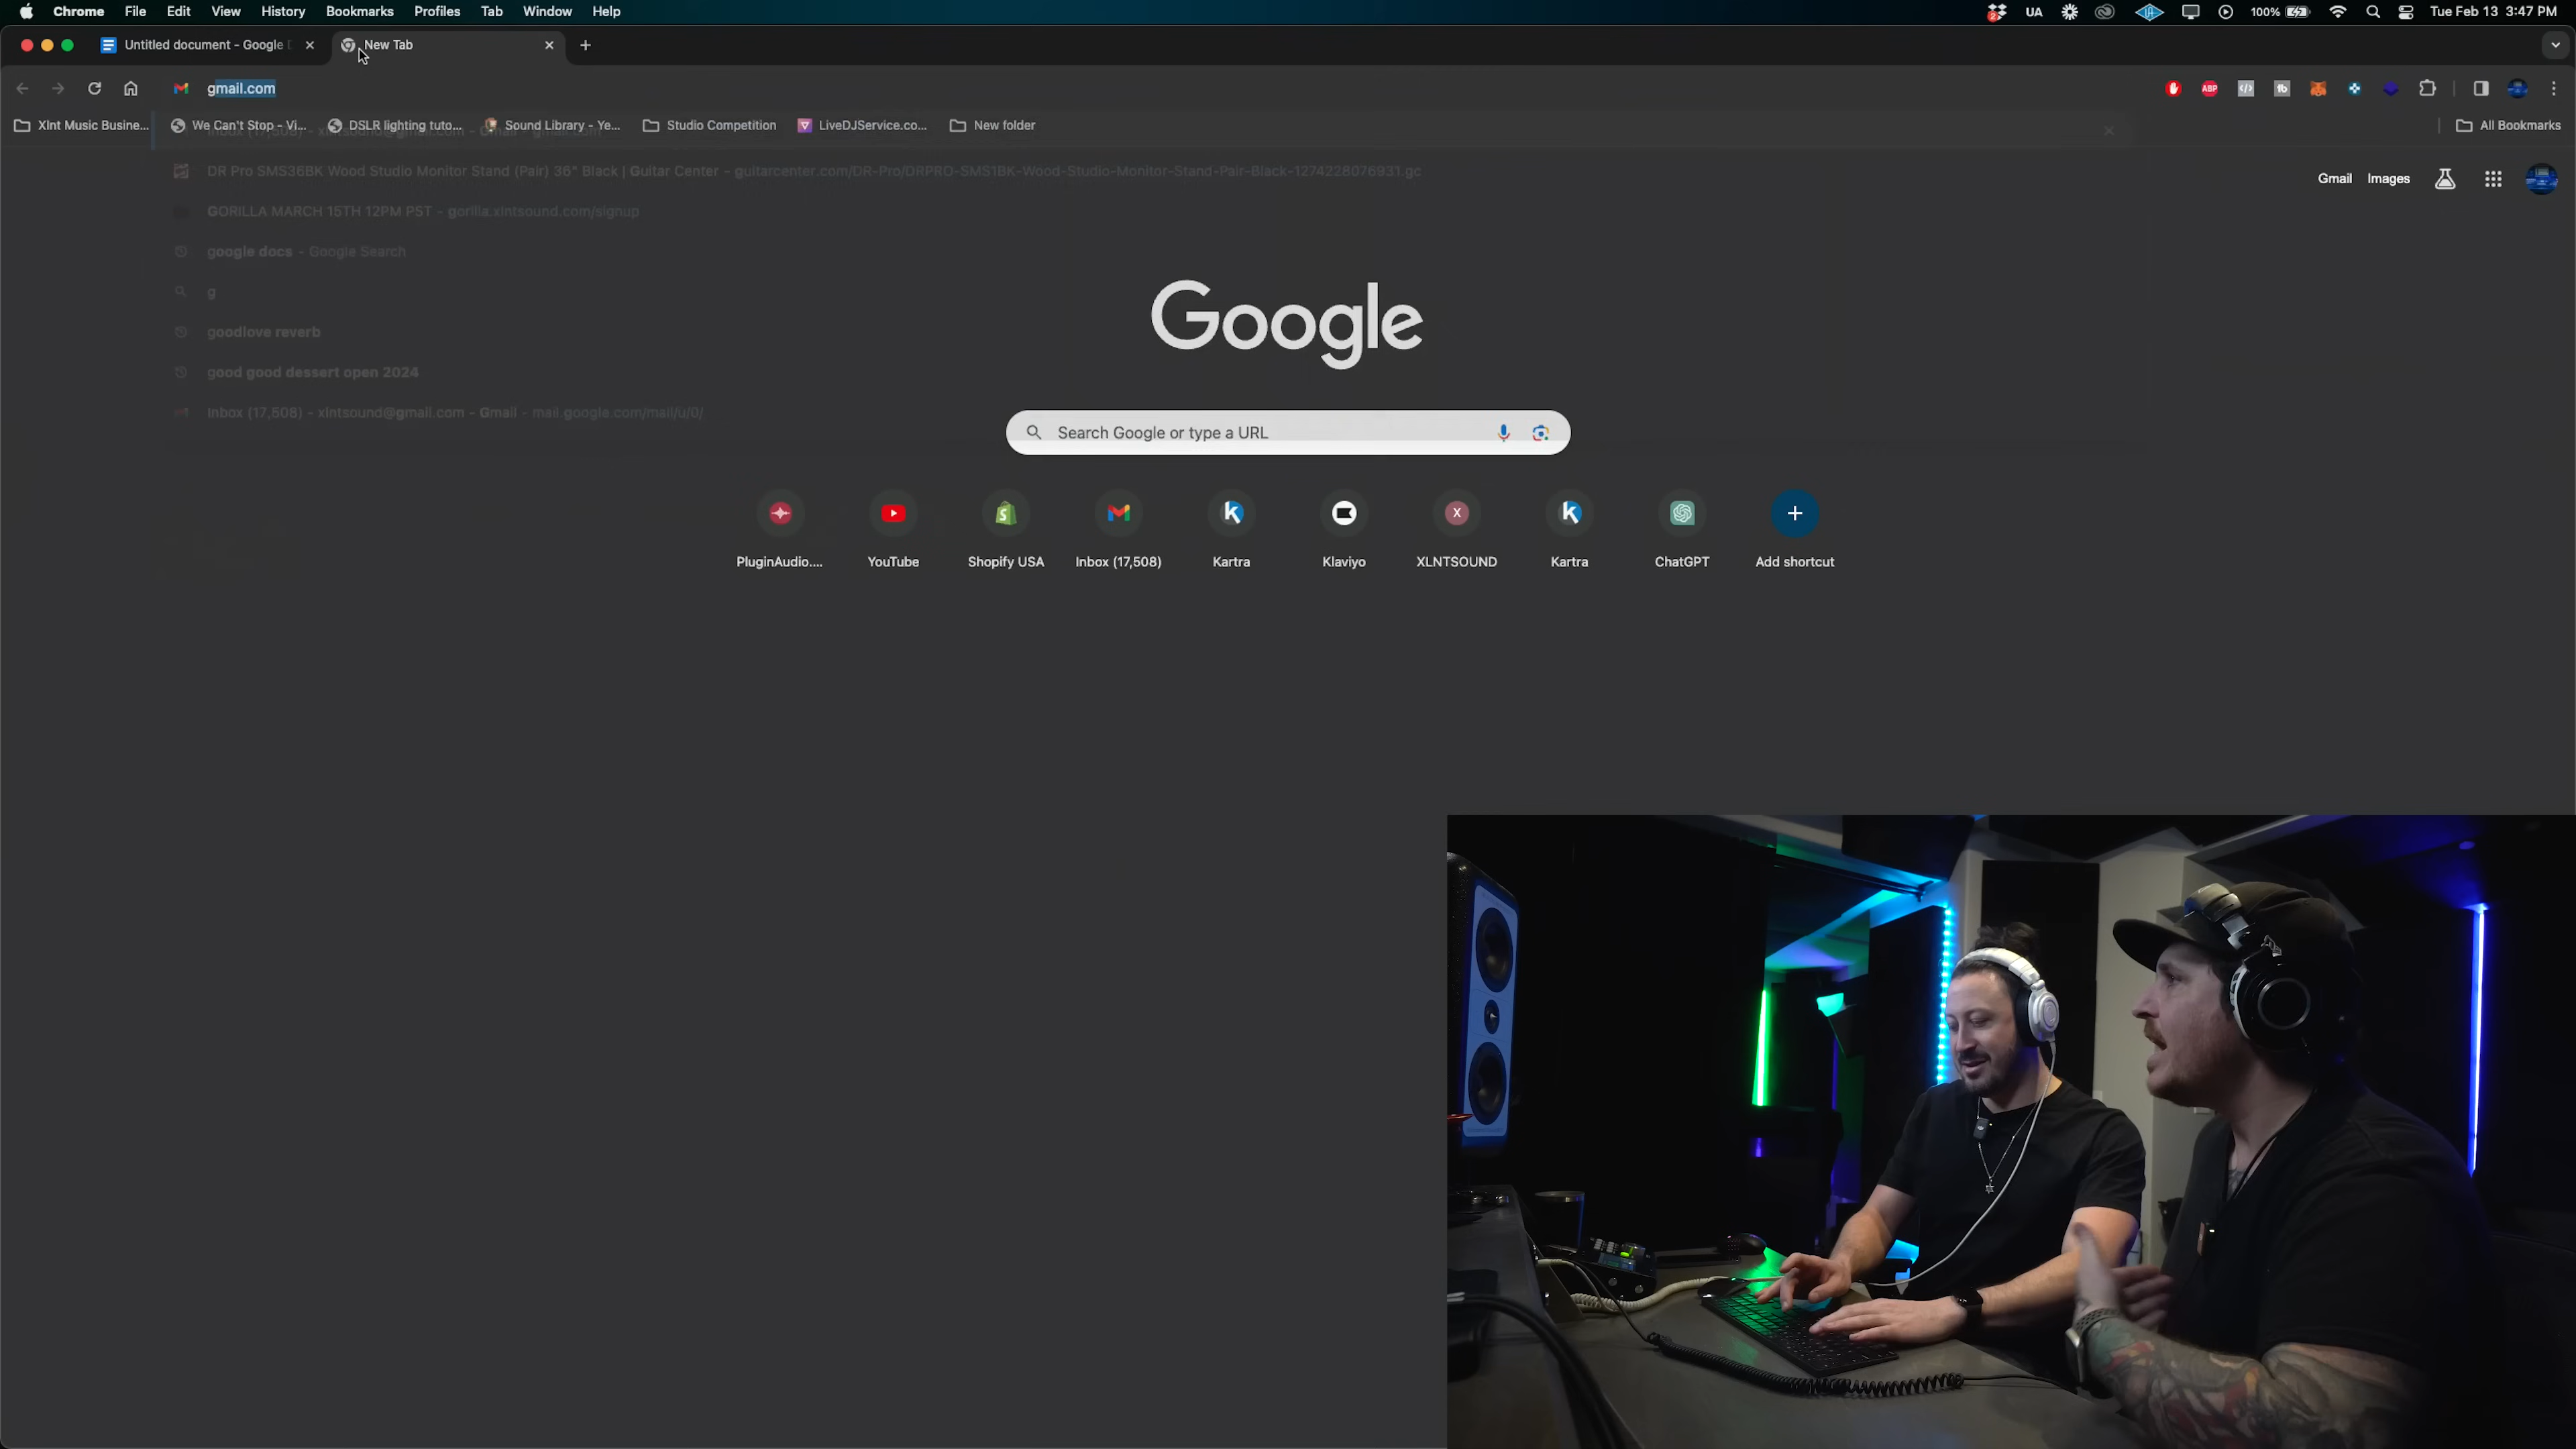 Chrome File Edit View History Bookmarks Profiles Tab Window Help UA 100% Tue Feb 13 3:47 PM
Untitled document - Google New Tab
gmail.com ABP tb
Xlnt Music Busine... We Can't Stop - Vi... DSLR lighting tuto... Sound Library - Ye... Studio Competition LiveDJService.co... New folder All Bookmarks
DR Pro SMS36BK Wood Studio Monitor Stand (Pair) 36" Black | Guitar Center - guitarcenter.com/DR-Pro/DRPRO-SMS1BK-Wood-Studio-Monitor-Stand-Pair-Black-1274228076931.gc
Gmail Images
GORILLA MARCH 15TH 12PM PST - gorilla.xlntsound.com/signup
google docs - Google Search
g
goodlove reverb
good good dessert open 2024
Inbox (17,508) - xlntsound@gmail.com - Gmail - mail.google.com/mail/u/0/
Google
Search Google or type a URL
PluginAudio.... YouTube Shopify USA Inbox (17,508) Kartra Klaviyo XLNTSOUND Kartra ChatGPT Add shortcut